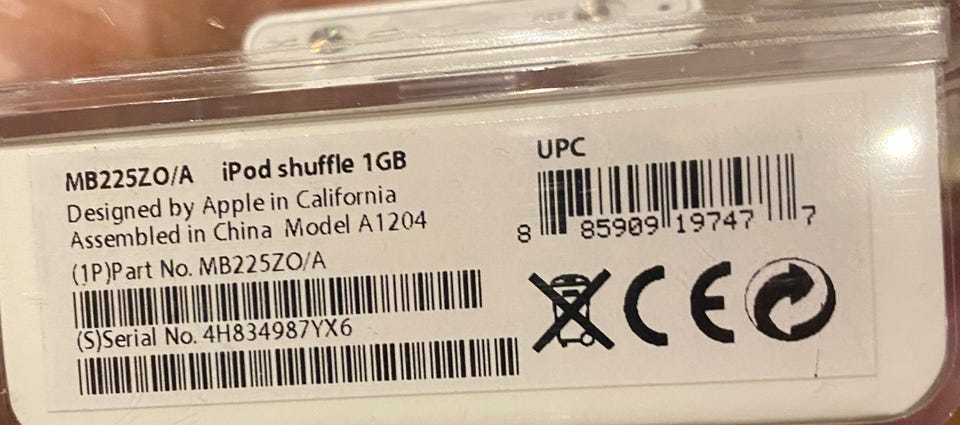 MB225ZO/A iPod shuffle 1GB
Designed by Apple in California
Assembled in China Model A1204
(1P)Part No. MB225ZO/A
(S)Serial No. 4H834987YX6
UPC
8 85909 19747 7
CE